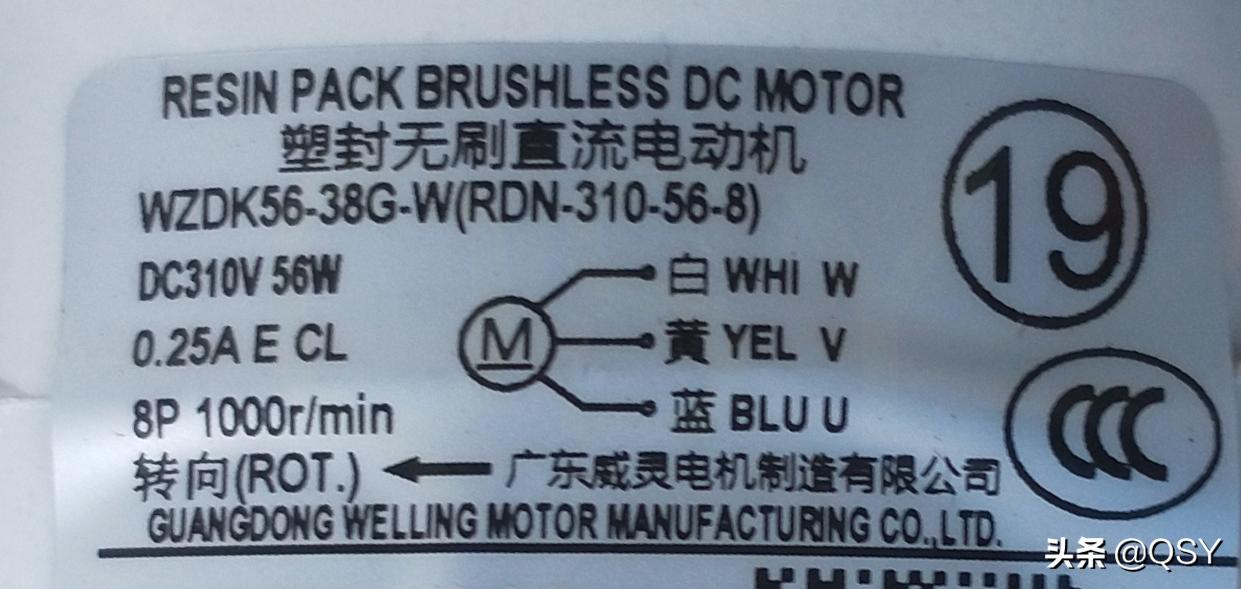 RESIN PACK BRUSHLESS DC MOTOR
塑封无刷直流电动机
WZDK56-38G-W(RDN-310-56-8)
19
DC310V 56W
白 WHI W
0.25A E CL
M
黄 YEL V
8P 1000r/min
蓝 BLU U
CCC
转向(ROT.)
广东威灵电机制造有限公司
GUANGDONG WELLING MOTOR MANUFACTURING CO.,LTD.
头条 @QSY